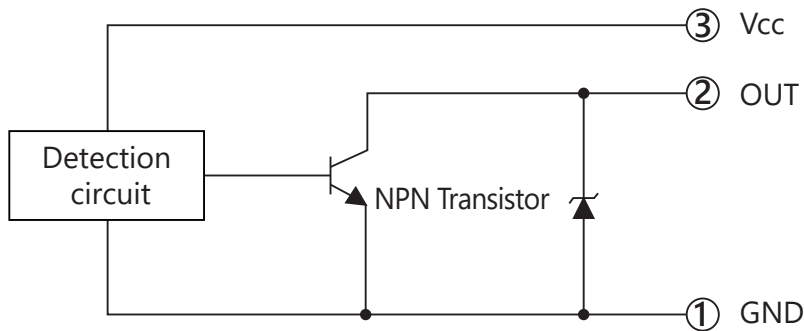 ③ Vcc
② OUT
Detection
circuit
NPN Transistor
① GND